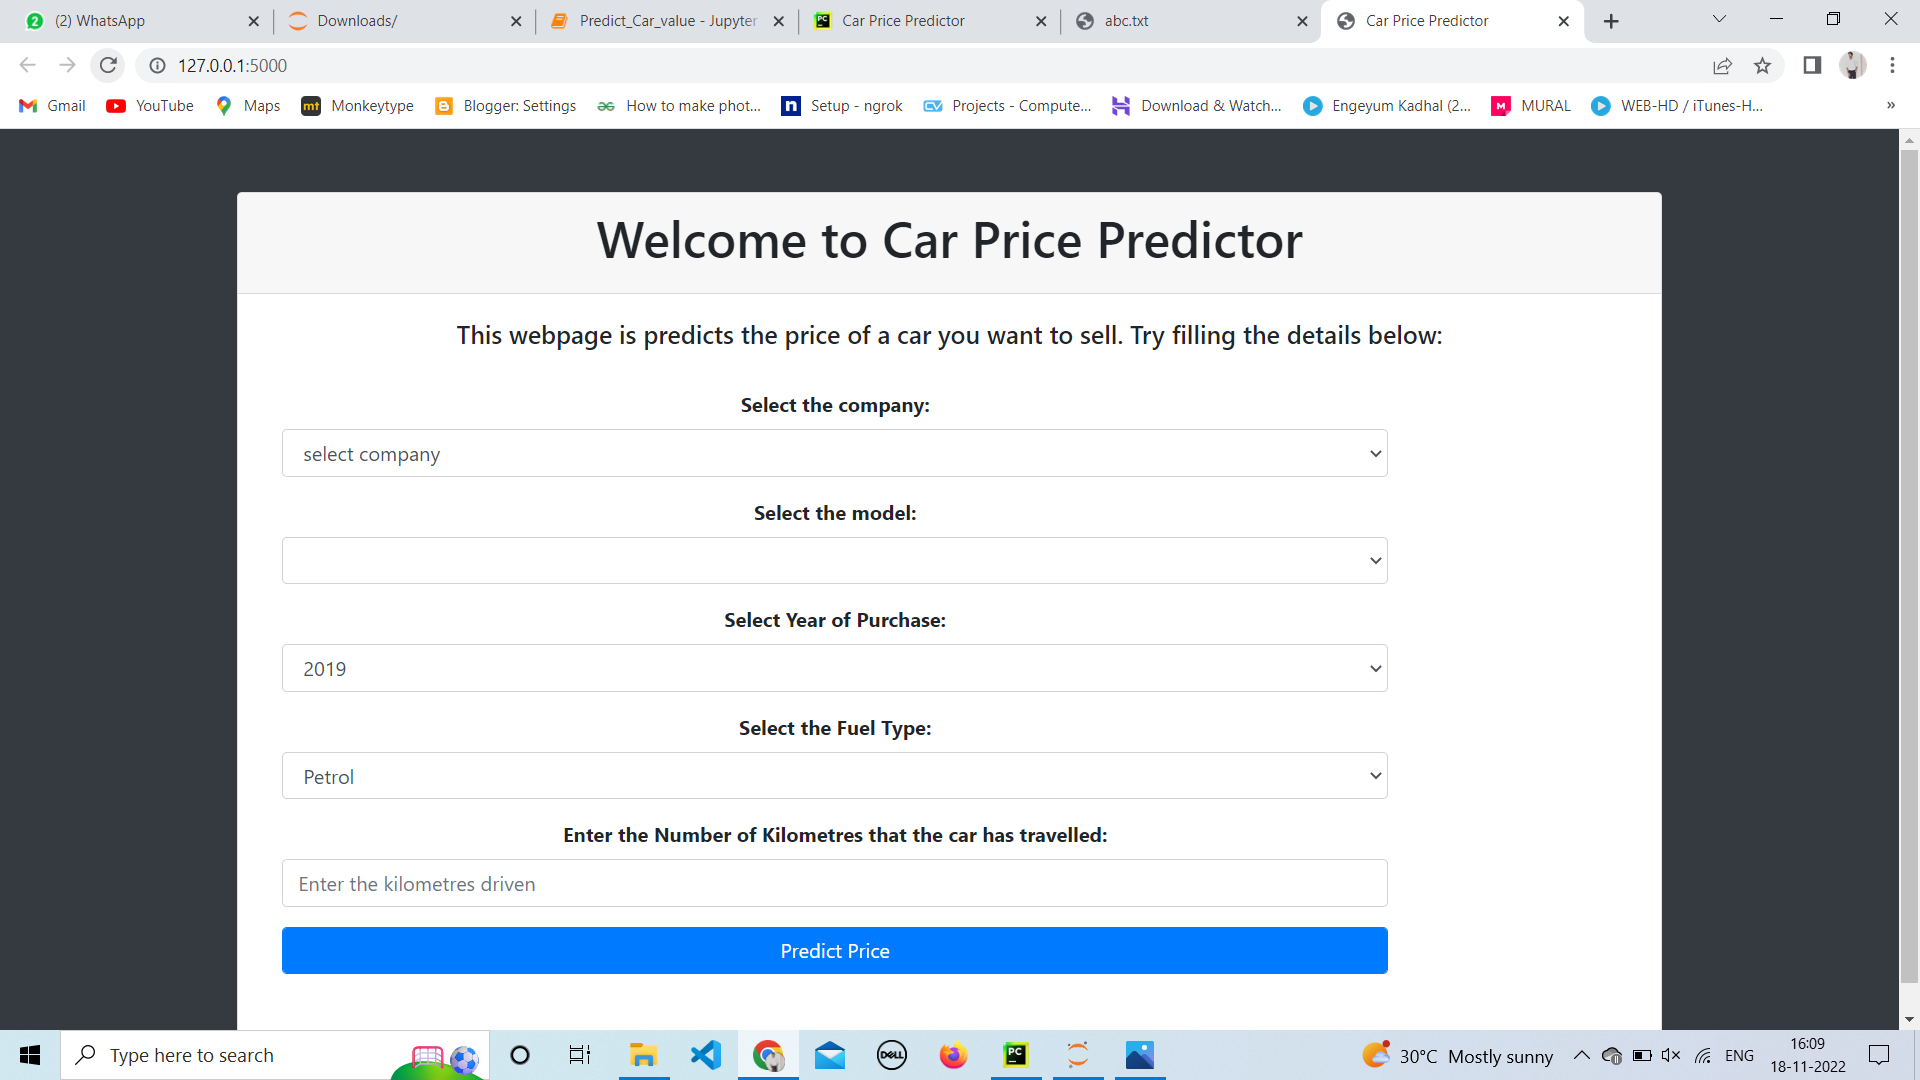 (2) WhatsApp
Downloads/
Predict_Car_value - Jupyter
Car Price Predictor
abc.txt
Car Price Predictor
127.0.0.1:5000
Gmail
YouTube
Maps
mt
Monkeytype
Blogger: Settings
How to make phot...
n
Setup - ngrok
CV
Projects - Compute...
Download & Watch...
Engeyum Kadhal (2...
M
MURAL
WEB-HD / iTunes-H...
»
Welcome to Car Price Predictor
This webpage is predicts the price of a car you want to sell. Try filling the details below:
Select the company:
select company
Select the model:
Select Year of Purchase:
2019
Select the Fuel Type:
Petrol
Enter the Number of Kilometres that the car has travelled:
Enter the kilometres driven
Predict Price
Type here to search
DELL
PC
30°C Mostly sunny
ENG
16:09
18-11-2022